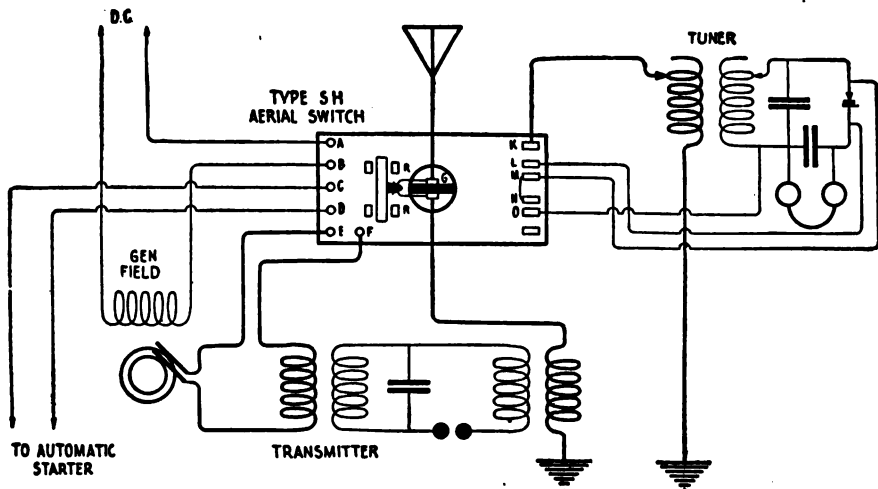 D.C.
TUNER
TYPE SH
AERIAL SWITCH
A
B
C
D
E
F
R
R
G
K
L
M
N
O
GEN
FIELD
TRANSMITTER
TO AUTOMATIC
STARTER